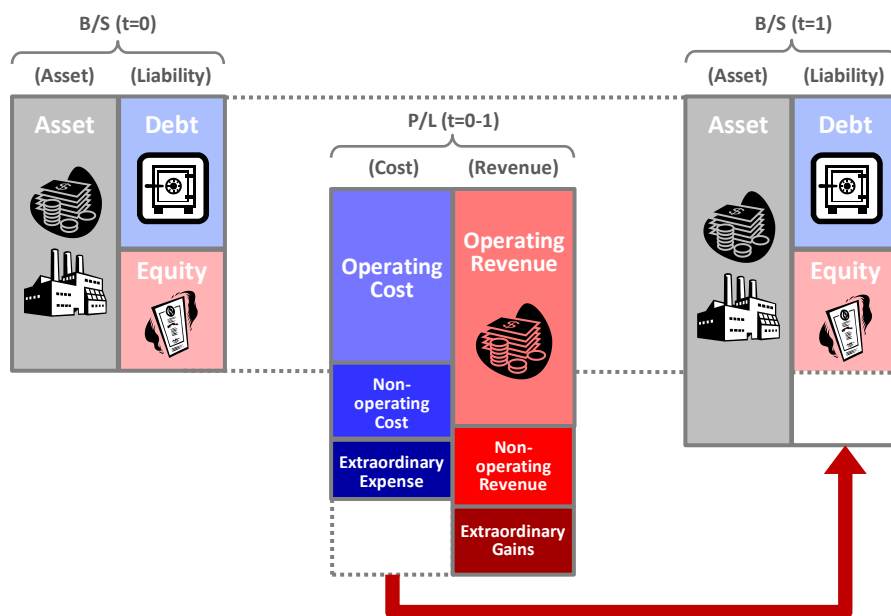 B/S (t=0)
(Asset)
(Liability)
Asset
Debt
Equity
P/L (t=0-1)
(Cost)
(Revenue)
Operating
Cost
Non-
operating
Cost
Extraordinary
Expense
Operating
Revenue
$
Non-
operating
Revenue
Extraordinary
Gains
B/S (t=1)
(Asset)
(Liability)
Asset
Debt
Equity